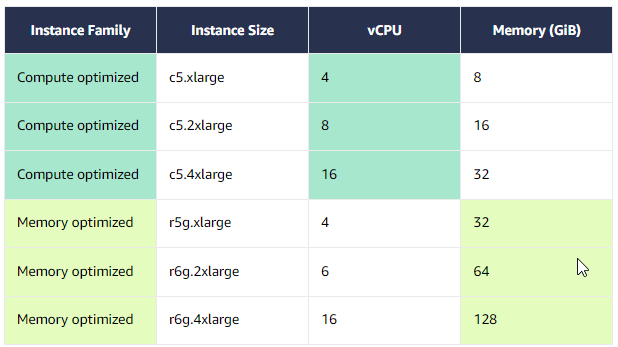 Instance Family Instance Size vCPU Memory (GiB)
Compute optimized c5.xlarge 4 8
Compute optimized c5.2xlarge 8 16
Compute optimized c5.4xlarge 16 32
Memory optimized r5g.xlarge 4 32
Memory optimized r6g.2xlarge 6 64
Memory optimized r6g.4xlarge 16 128